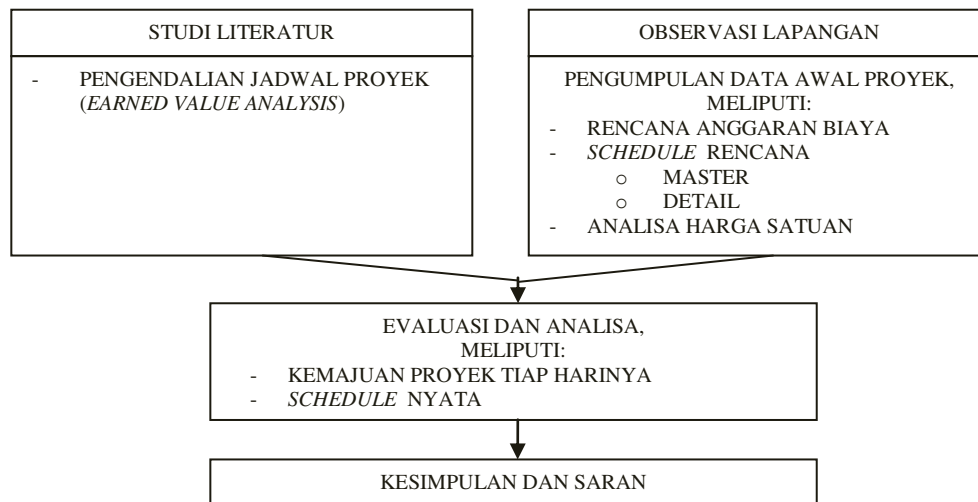 STUDI LITERATUR
- PENGENDALIAN JADWAL PROYEK
(EARNED VALUE ANALYSIS)
OBSERVASI LAPANGAN
PENGUMPULAN DATA AWAL PROYEK,
MELIPUTI:
- RENCANA ANGGARAN BIAYA
- SCHEDULE RENCANA
o MASTER
o DETAIL
- ANALISA HARGA SATUAN
EVALUASI DAN ANALISA,
MELIPUTI:
- KEMAJUAN PROYEK TIAP HARINYA
- SCHEDULE NYATA
KESIMPULAN DAN SARAN